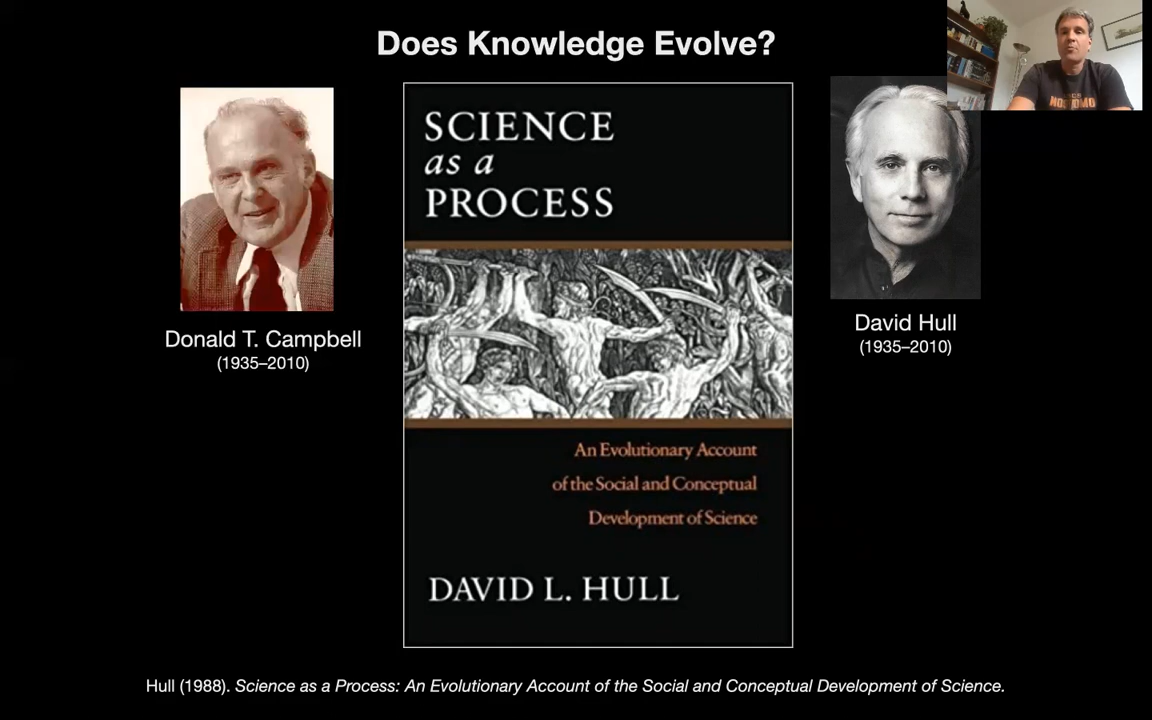 Does Knowledge Evolve?
SCIENCE
as a
PROCESS
An Evolutionary Account
of the Social and Conceptual
Development of Science
DAVID L. HULL
Donald T. Campbell
(1935–2010)
David Hull
(1935–2010)
Hull (1988). Science as a Process: An Evolutionary Account of the Social and Conceptual Development of Science.